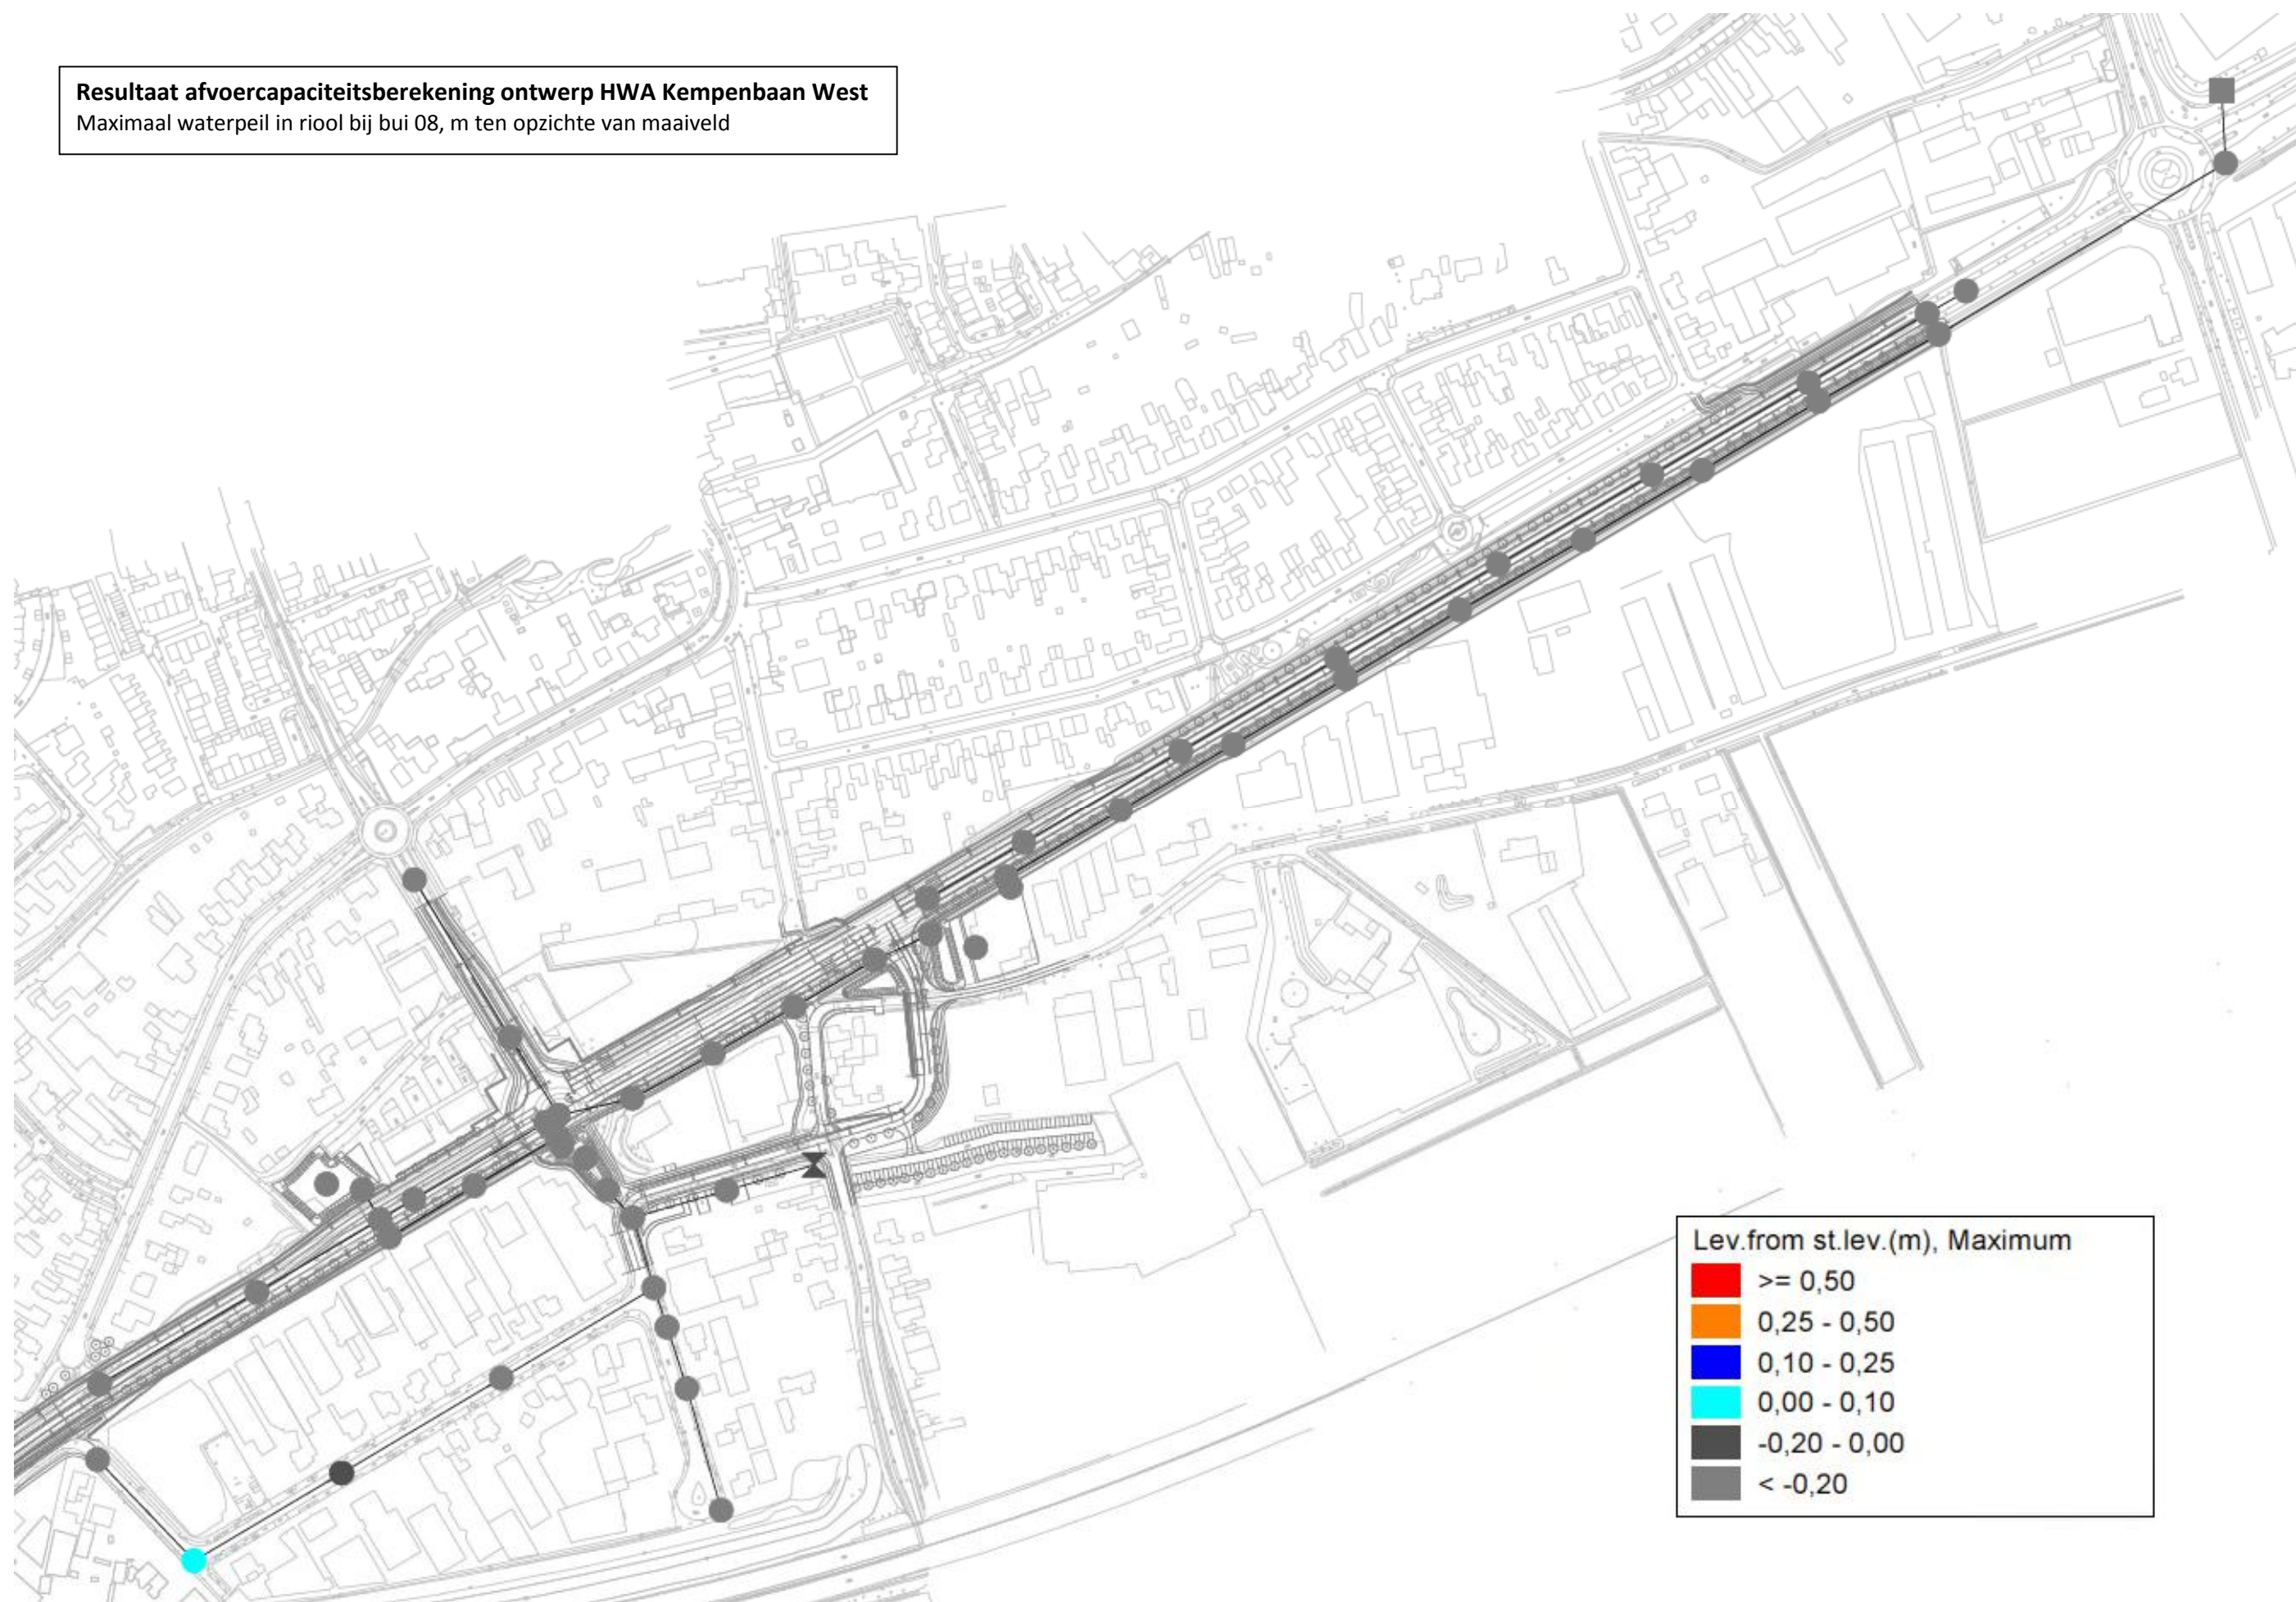 Resultaat afvoercapaciteitsberekening ontwerp HWA Kempenbaan West
Maximaal waterpeil in riool bij bui 08, m ten opzichte van maaiveld
Lev.from st.lev.(m), Maximum
>= 0,50
0,25 - 0,50
0,10 - 0,25
0,00 - 0,10
-0,20 - 0,00
< -0,20